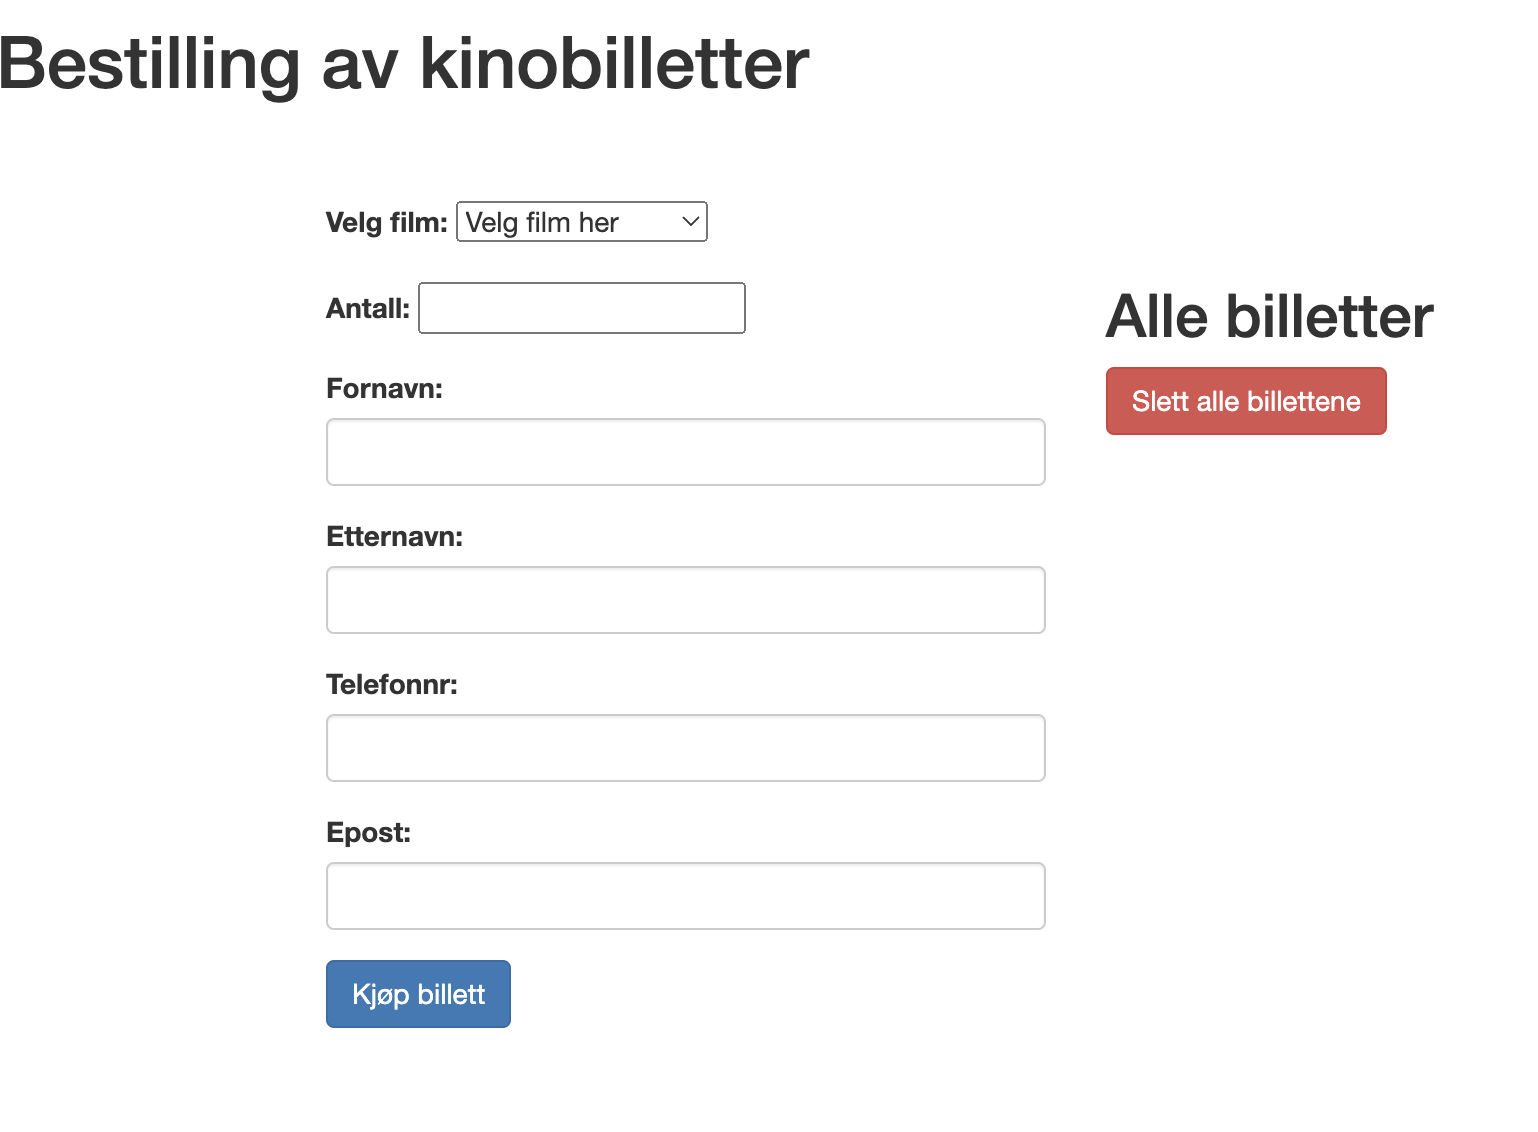 Bestilling av kinobilletter
Velg film: Velg film her
Antall:
Fornavn:
Etternavn:
Telefonnr:
Epost:
Kjøp billett
Alle billetter
Slett alle billettene